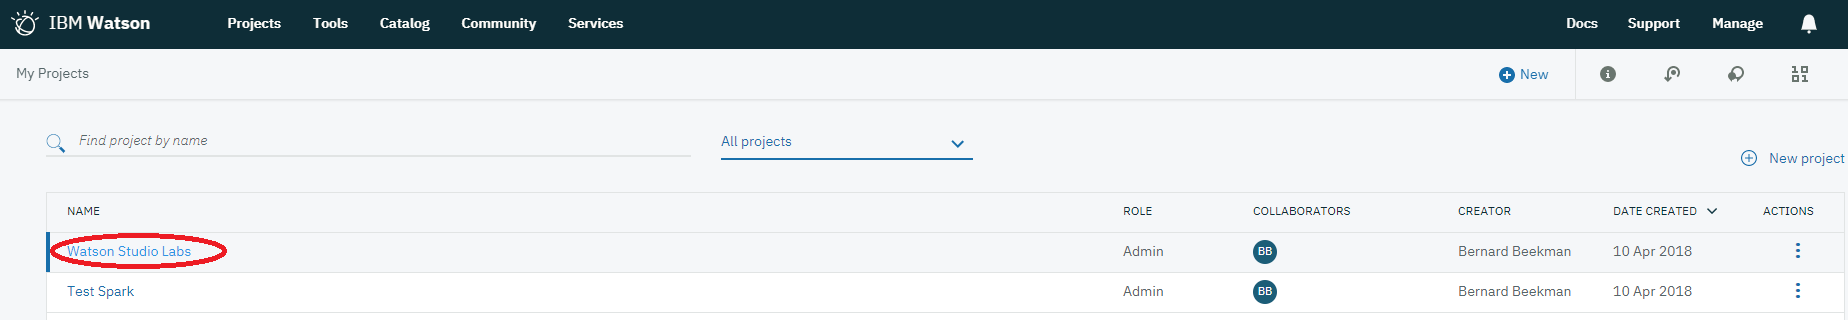 IBM Watson Projects Tools Catalog Community Services Docs Support Manage
My Projects New
Find project by name All projects
New project
NAME ROLE COLLABORATORS CREATOR DATE CREATED ACTIONS
Watson Studio Labs Admin BB Bernard Beekman 10 Apr 2018
Test Spark Admin BB Bernard Beekman 10 Apr 2018